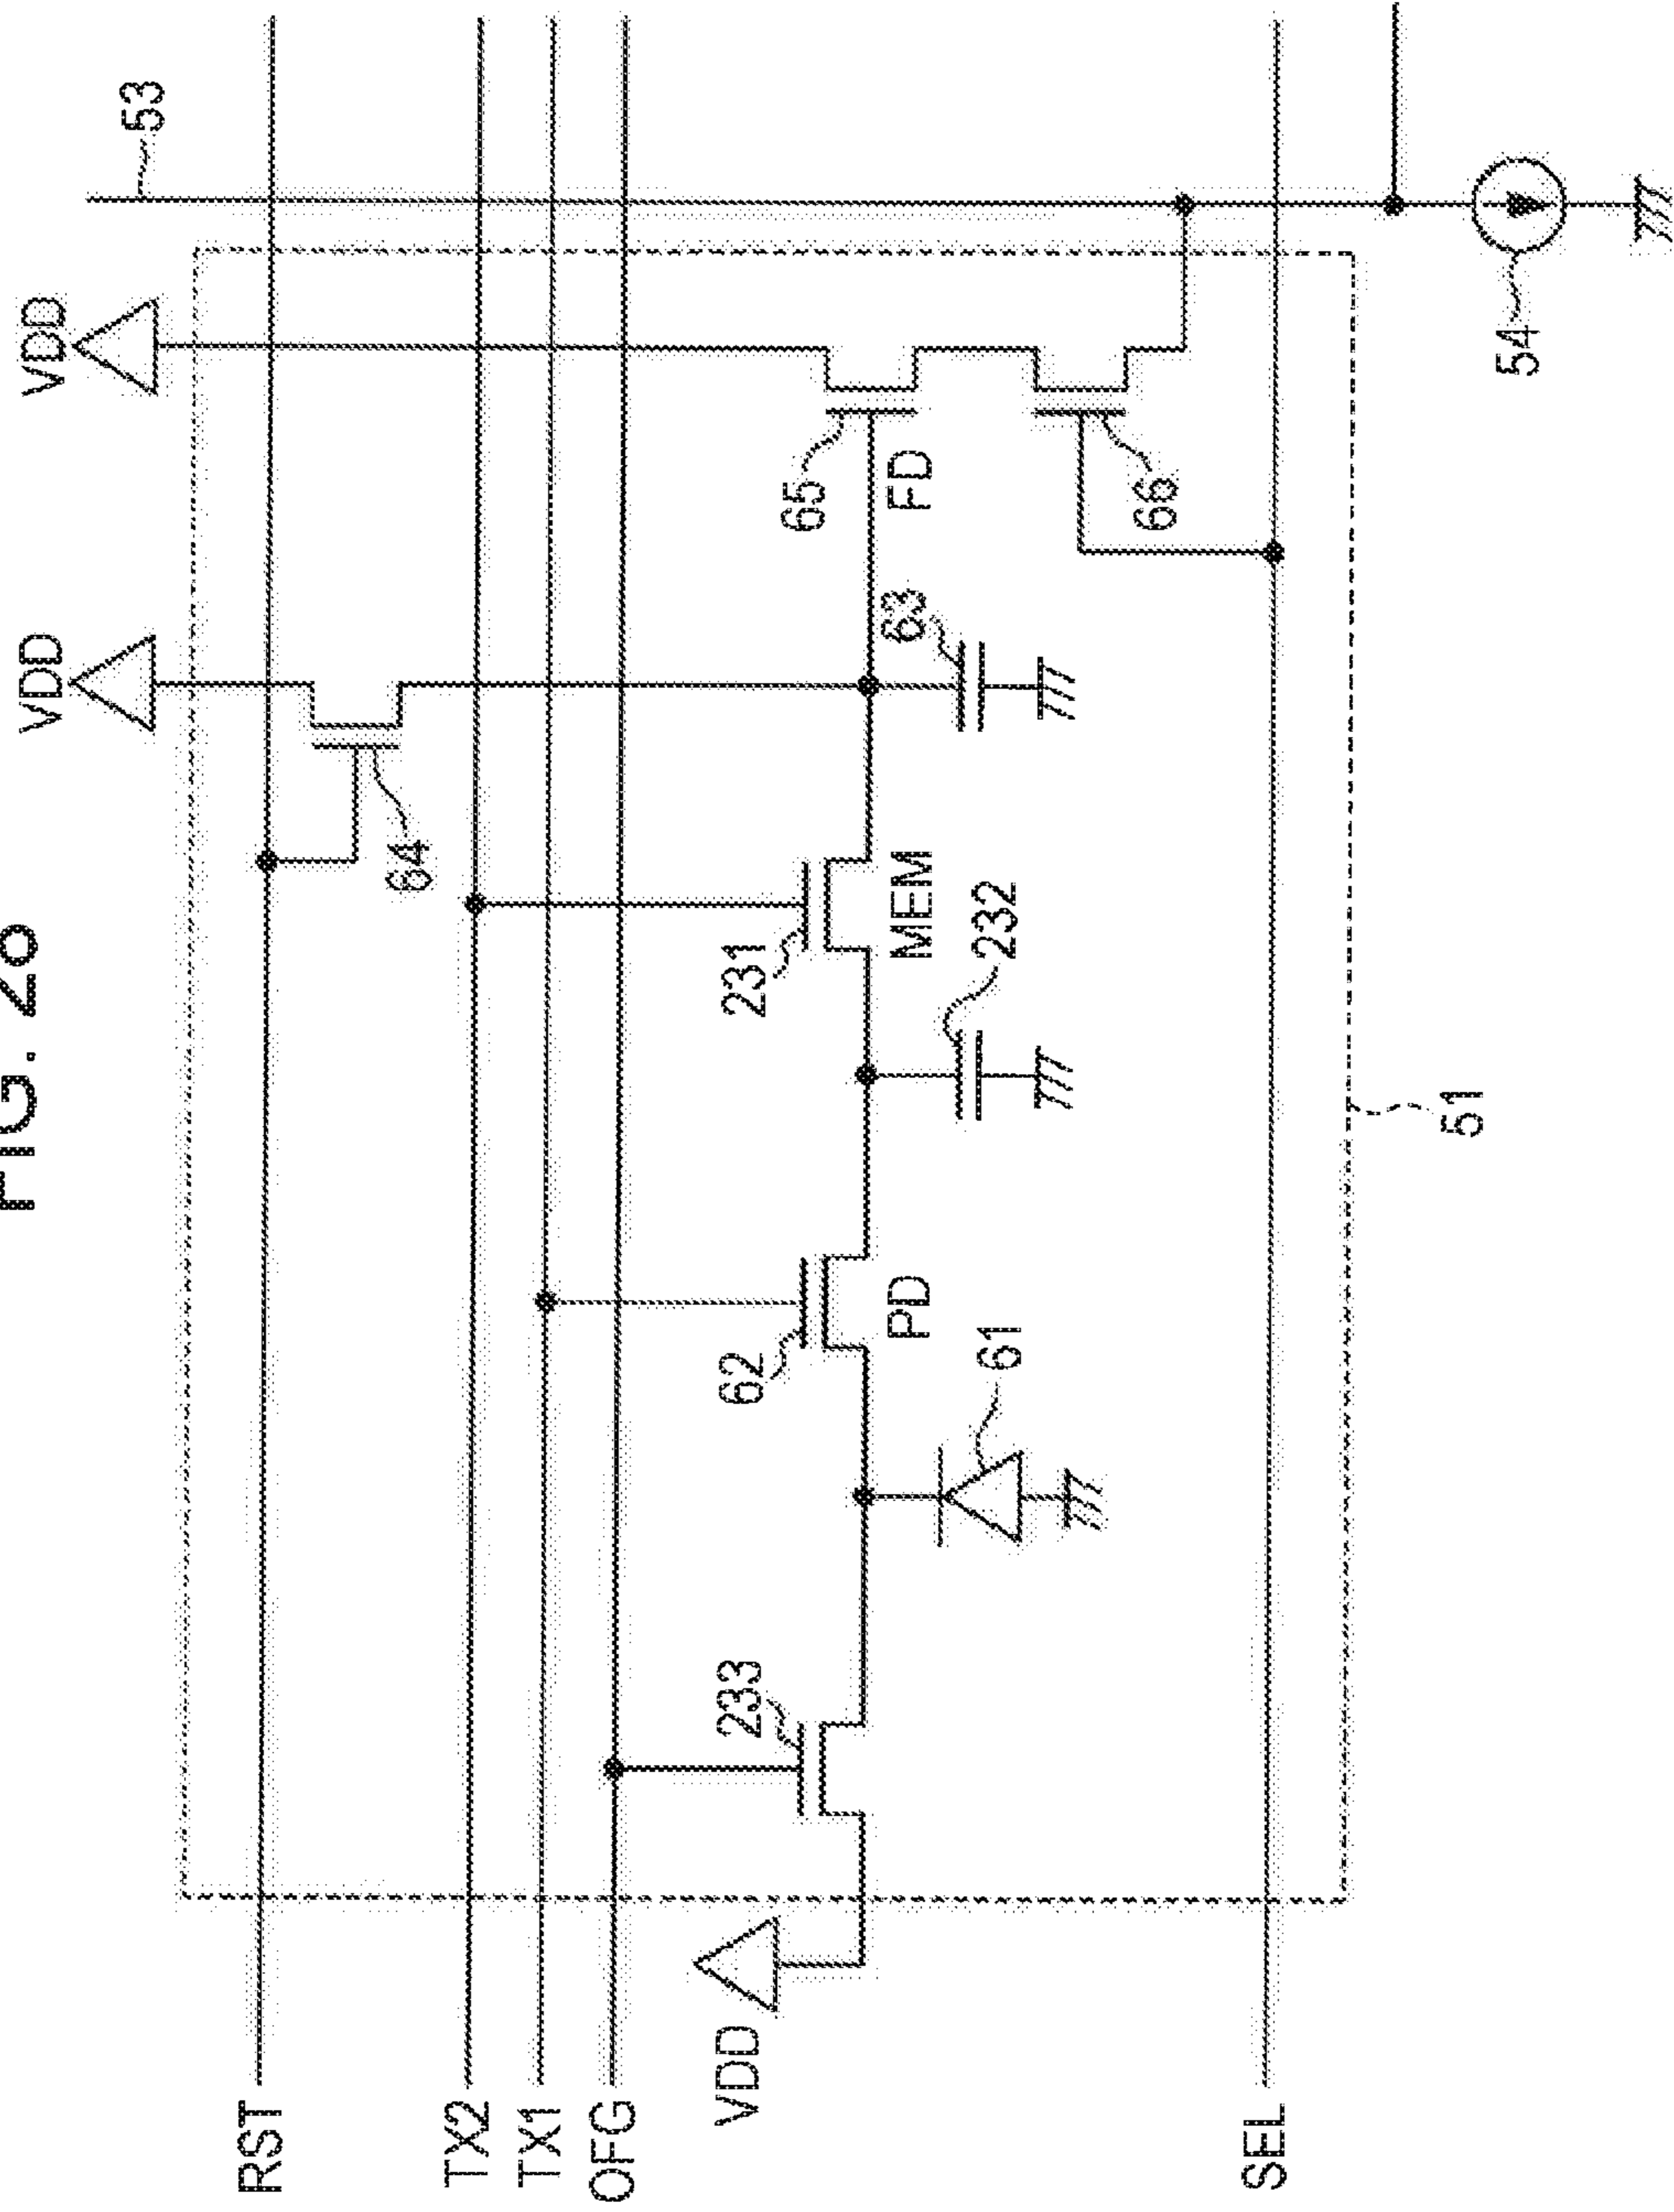 FIG. 26
VDD
VDD
53
RST
64
TX2
TX1
OFG
VDD
233
62
231
65
PD
MEM
FD
61
232
63
66
SEL
51
54